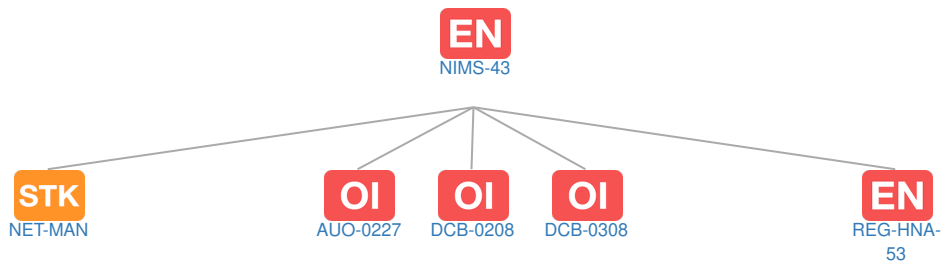 EN
NIMS-43
STK
NET-MAN
OI
AUO-0227
OI
DCB-0208
OI
DCB-0308
EN
REG-HNA-
53